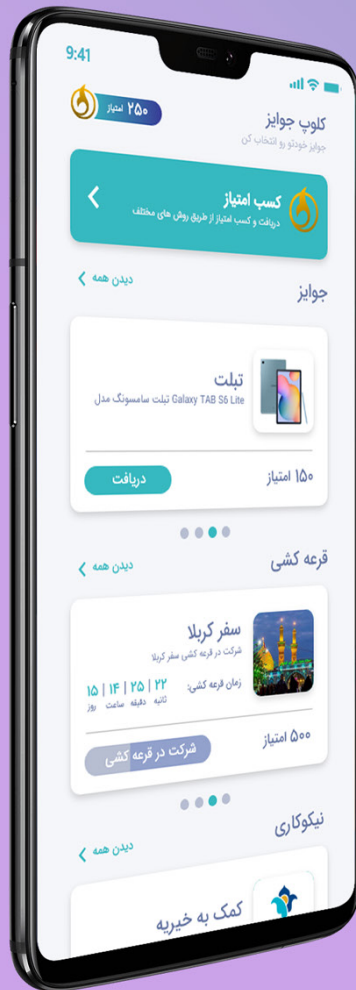 9:41
کلوپ جوایز
جوایز خودتو رو انتخاب کن
۲۵۰ امتیاز
کسب امتیاز
دریافت و کسب امتیاز از طریق روش های مختلف
جوایز
دیدن همه
تبلت
تبلت سامسونگ مدل Galaxy TAB S6 Lite
۱۵۰ امتیاز
دریافت
قرعه کشی
دیدن همه
سفر کربلا
شرکت در قرعه کشی سفر کربلا
زمان قرعه کشی:
۱۵ | ۱۴ | ۲۵ | ۲۲
روز ساعت دقیقه ثانیه
۵۰۰ امتیاز
شرکت در قرعه کشی
نیکوکاری
دیدن همه
کمک به خیریه